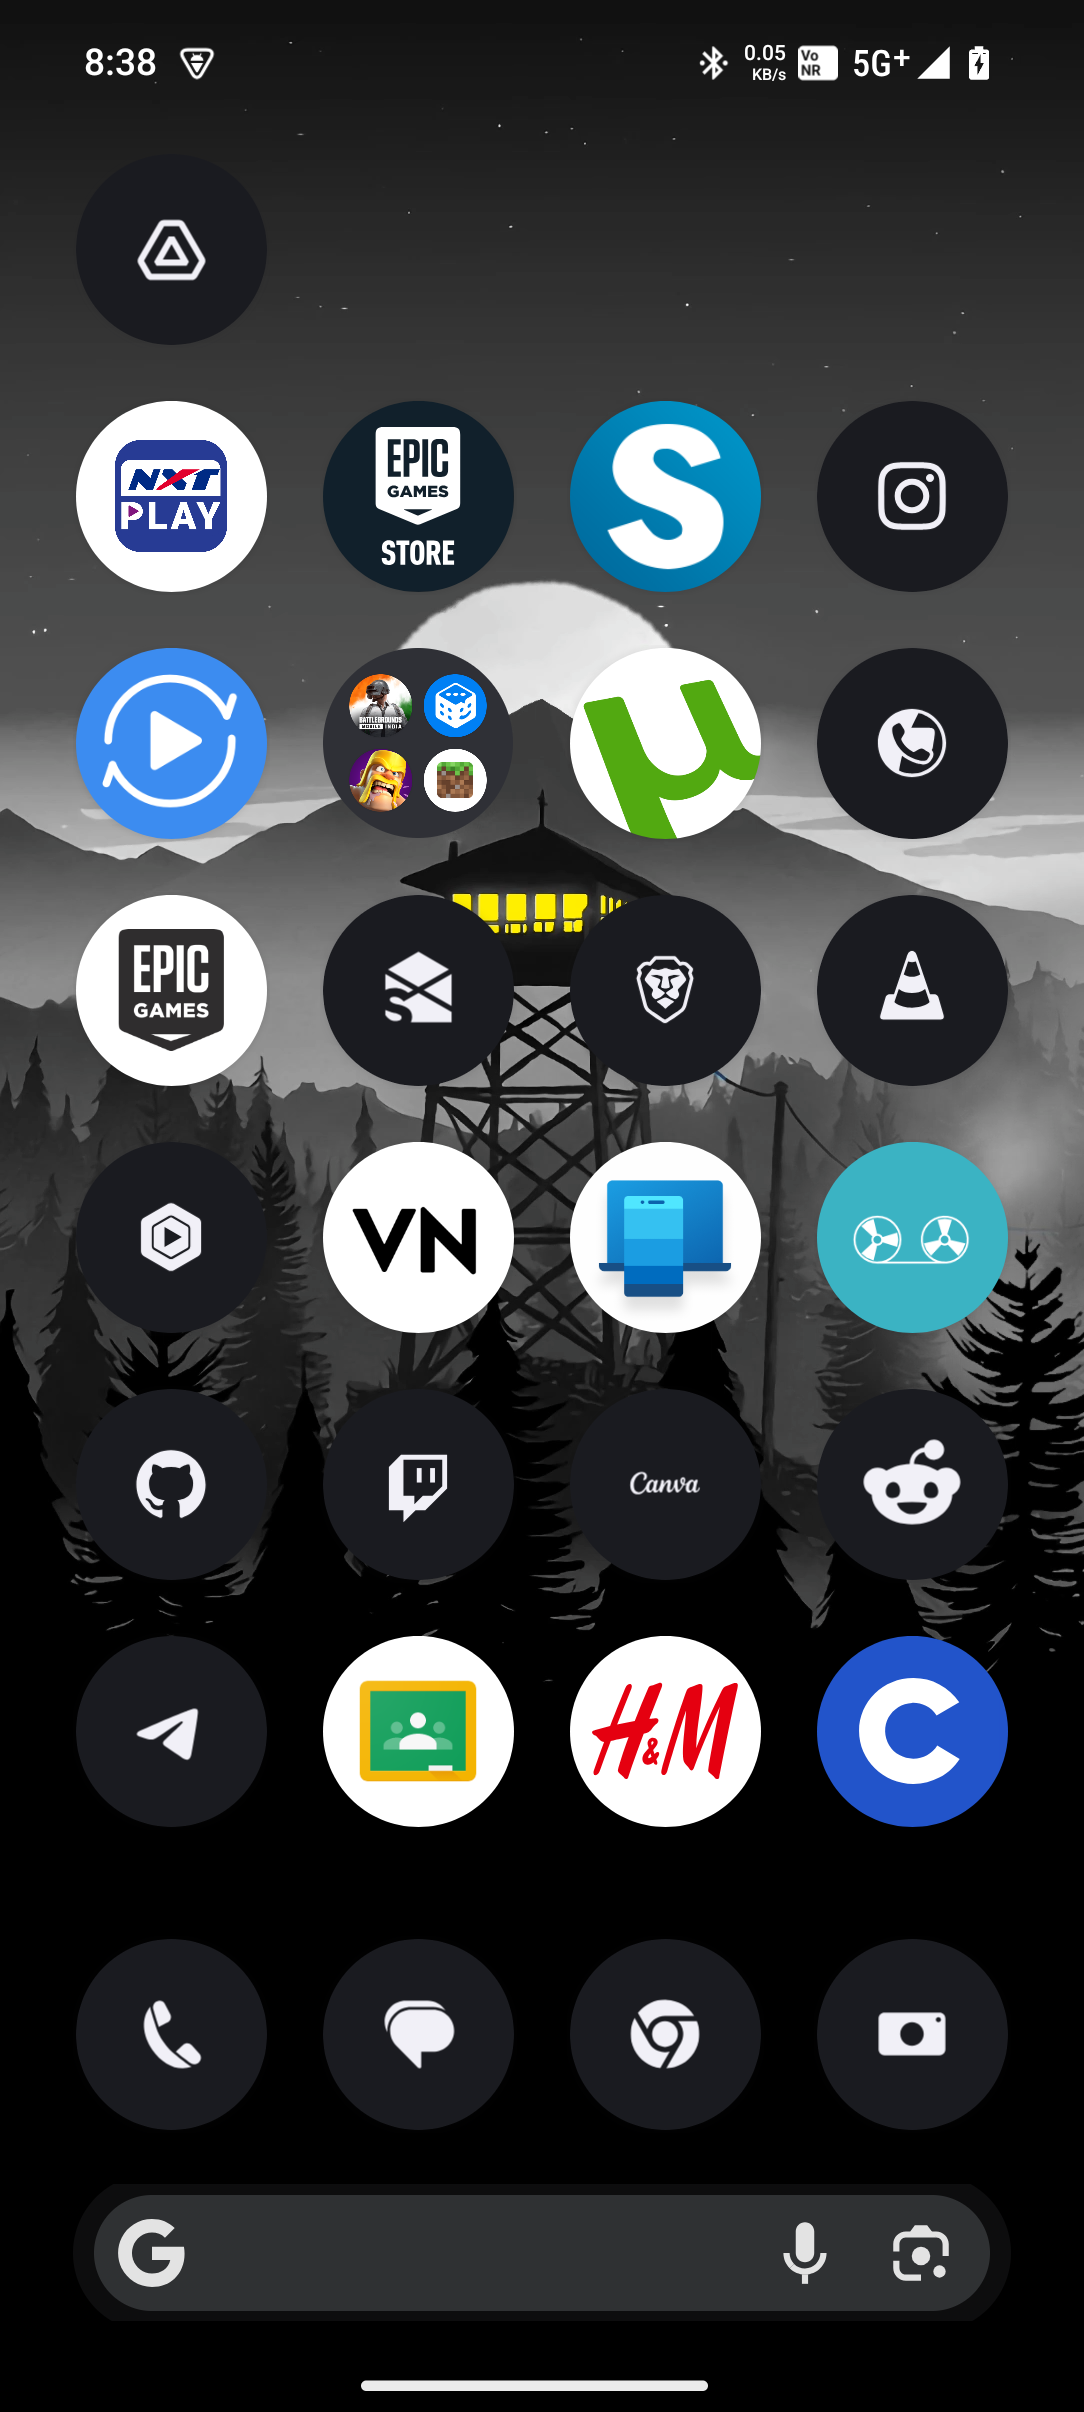 8:38
0.05
KB/s
Vo
NR
5G+
NXT
PLAY
EPIC
GAMES
STORE
S
BATTLEGROUNDS
MOBILE INDIA
µ
EPIC
GAMES
S
VN
Canva
H&M
C
G